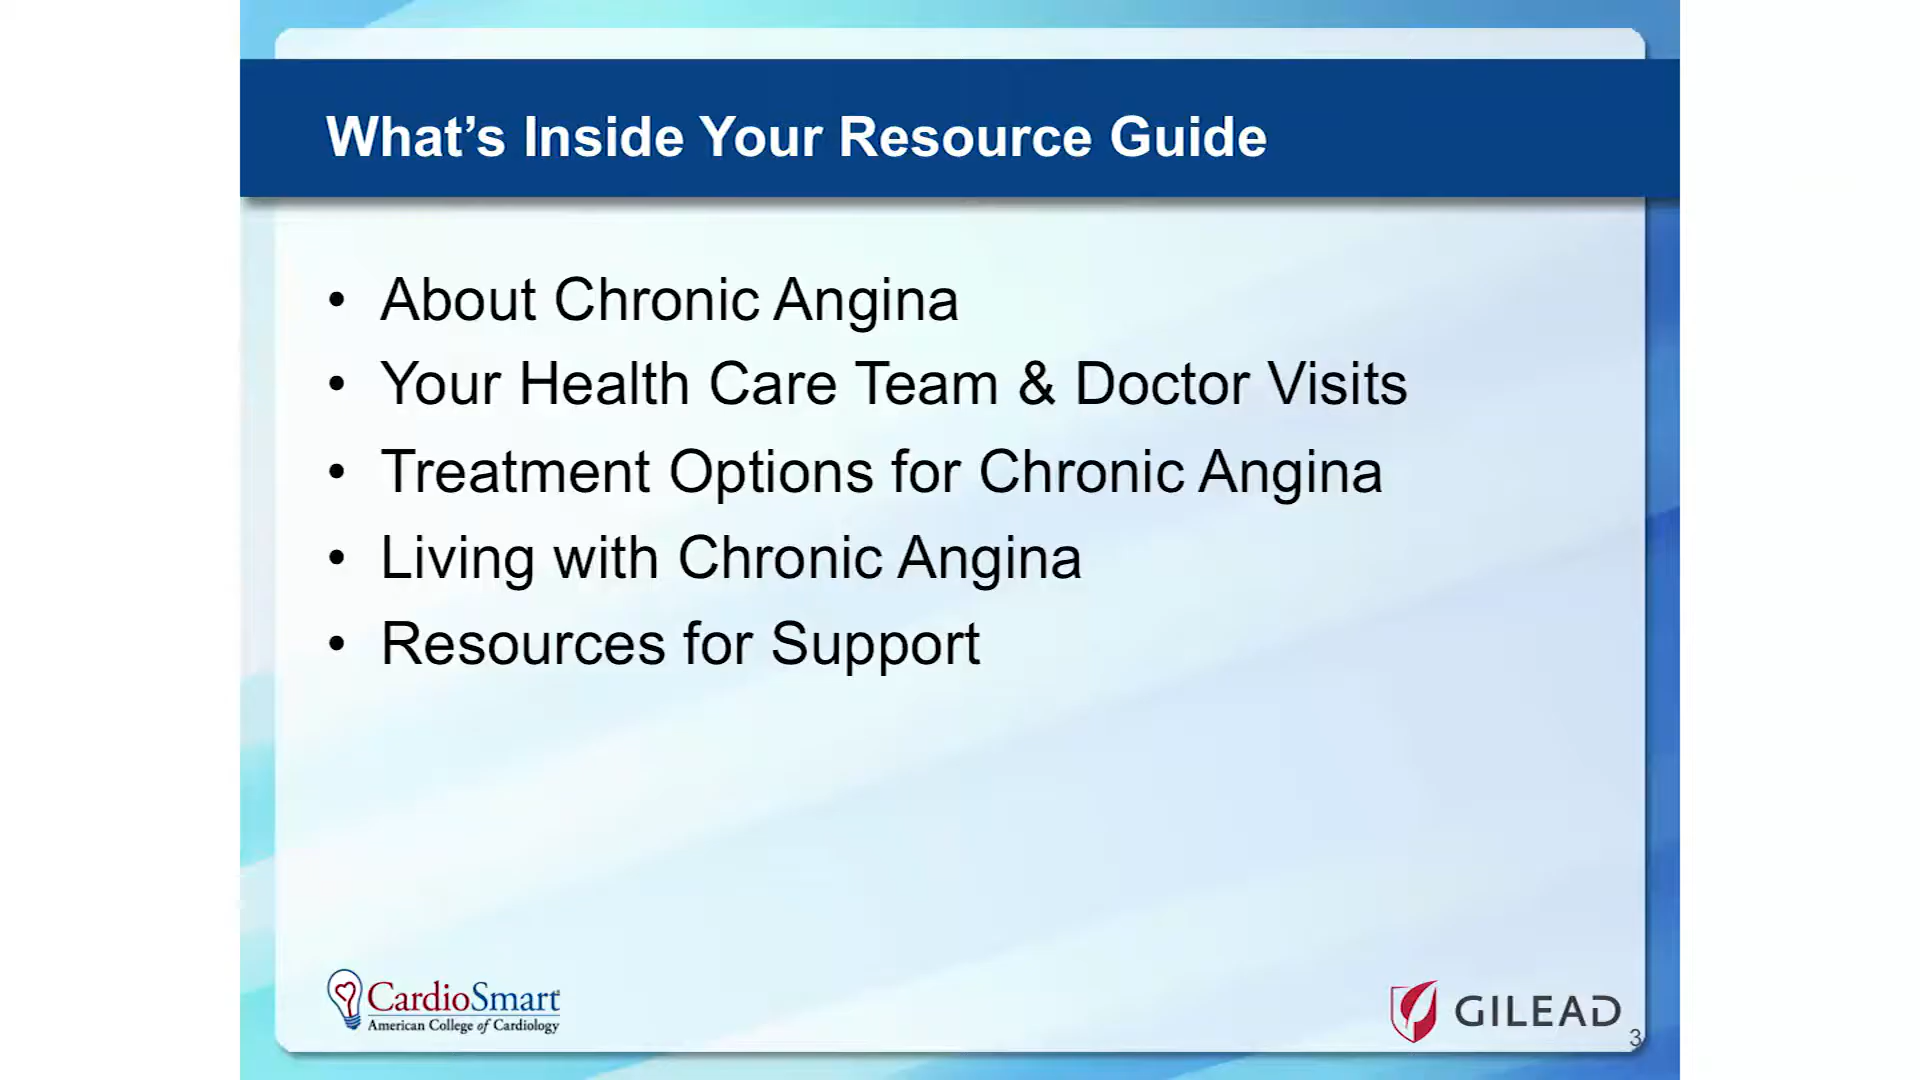 What’s Inside Your Resource Guide
• About Chronic Angina
• Your Health Care Team & Doctor Visits
• Treatment Options for Chronic Angina
• Living with Chronic Angina
• Resources for Support
CardioSmart
American College of Cardiology
GILEAD
3